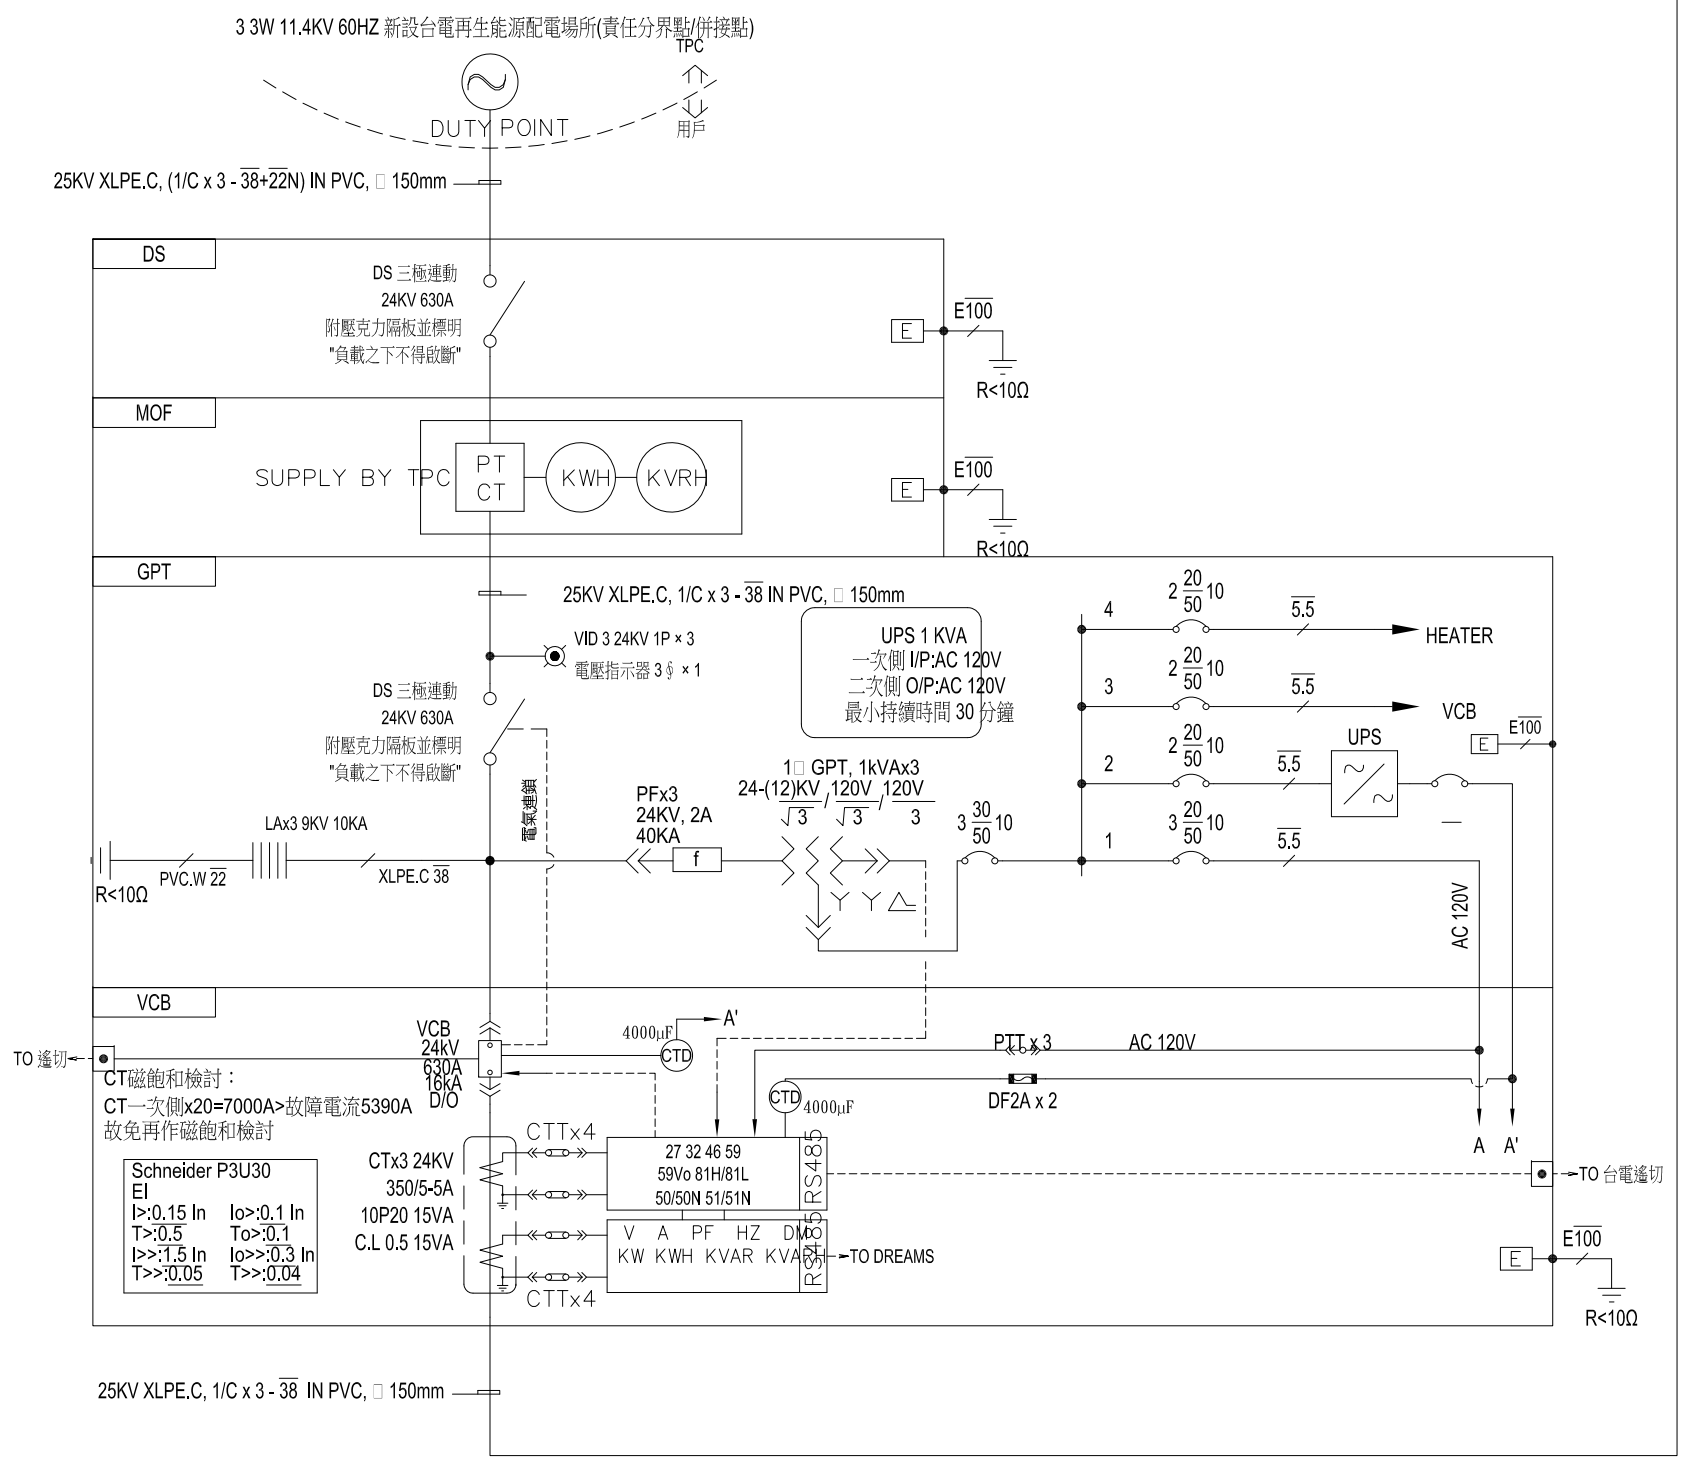 3 3W 11.4KV 60HZ 新設台電再生能源配電場所(責任分界點/併接點)
TPC
用戶
DUTY POINT
25KV XLPE.C, (1/C x 3 - 38+22N) IN PVC, □ 150mm
DS
DS 三極連動
24KV 630A
附壓克力隔板並標明
"負載之下不得啟斷"
E
E100
R<10Ω
MOF
SUPPLY BY TPC
PT
CT
KWH
KVRH
E
E100
R<10Ω
GPT
25KV XLPE.C, 1/C x 3 - 38 IN PVC, □ 150mm
VID 3 24KV 1P × 3
電壓指示器 3∮ × 1
DS 三極連動
24KV 630A
附壓克力隔板並標明
"負載之下不得啟斷"
電氣連鎖
UPS 1 KVA
一次側 I/P:AC 120V
二次側 O/P:AC 120V
最小持續時間 30 分鐘
4
2 20/50 10
5.5
HEATER
3
2 20/50 10
5.5
VCB
2
2 20/50 10
5.5
UPS
E
E100
1
3 20/50 10
5.5
AC 120V
LAx3 9KV 10KA
R<10Ω
PVC.W 22
XLPE.C 38
PFx3
24KV, 2A
40KA
f
1□ GPT, 1kVAx3
24-(12)KV/√3 / 120V/√3 / 120V/3
3 30/50 10
VCB
VCB
24kV
630A
16kA
D/O
4000μF
A'
CTD
TO 遙切
PTT x 3
AC 120V
DF2A x 2
CTD
4000μF
A
A'
CT磁飽和檢討：
CT一次側x20=7000A>故障電流5390A
故免再作磁飽和檢討
Schneider P3U30
EI
I>:0.15 In Io>:0.1 In
T>:0.5 To>:0.1
I>>:1.5 In Io>>:0.3 In
T>>:0.05 T>>:0.04
CTTx4
CTx3 24KV
350/5-5A
10P20 15VA
C.L 0.5 15VA
CTTx4
27 32 46 59
59Vo 81H/81L
50/50N 51/51N
RS485
TO 台電遙切
V A PF HZ DM
KW KWH KVAR KVARH
RS485
TO DREAMS
E
E100
R<10Ω
25KV XLPE.C, 1/C x 3 - 38 IN PVC, □ 150mm